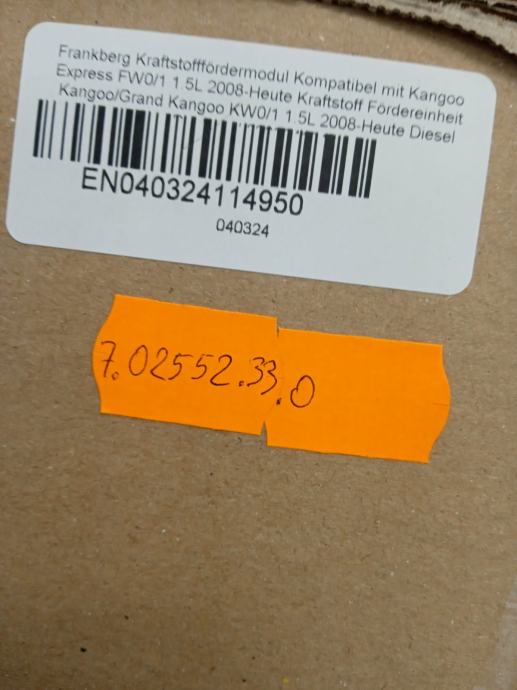 Frankberg Kraftstofffördermodul Kompatibel mit Kangoo
Express FW0/1 1.5L 2008-Heute Kraftstoff Fördereinheit
Kangoo/Grand Kangoo KW0/1 1.5L 2008-Heute Diesel
EN040324114950
040324
7.02552.33.0